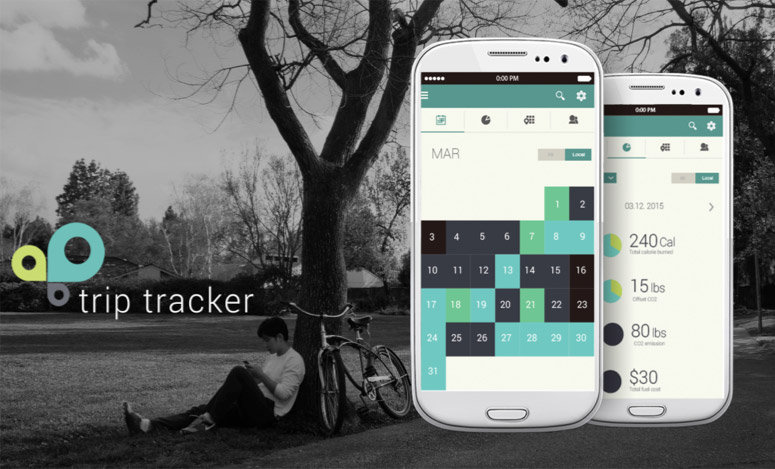 trip tracker
0:00 PM
MAR
Local
1 2
3 4 5 6 7 8 9
10 11 12 13 14 15 16
17 18 19 20 21 22 23
24 25 26 27 28 29 30
31
0:00 PM
Local
03.12. 2015
240 Cal
Total calorie burned
15 lbs
Offset CO2
80 lbs
CO2 emission
$30
Total fuel cost